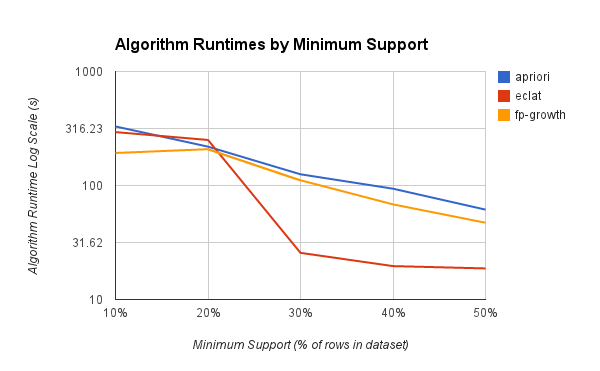 Algorithm Runtimes by Minimum Support
1000
316.23
100
31.62
10
10%
20%
30%
40%
50%
Algorithm Runtime Log Scale (s)
Minimum Support (% of rows in dataset)
apriori
eclat
fp-growth